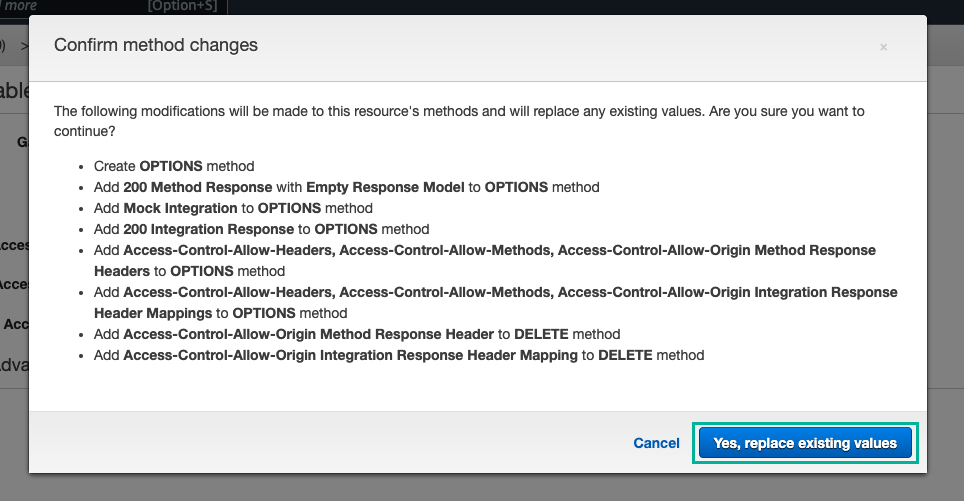 more
[Option+S]
) >
Confirm method changes
×
The following modifications will be made to this resource's methods and will replace any existing values. Are you sure you want to
continue?
• Create OPTIONS method
• Add 200 Method Response with Empty Response Model to OPTIONS method
• Add Mock Integration to OPTIONS method
• Add 200 Integration Response to OPTIONS method
• Add Access-Control-Allow-Headers, Access-Control-Allow-Methods, Access-Control-Allow-Origin Method Response
Headers to OPTIONS method
• Add Access-Control-Allow-Headers, Access-Control-Allow-Methods, Access-Control-Allow-Origin Integration Response
Header Mappings to OPTIONS method
• Add Access-Control-Allow-Origin Method Response Header to DELETE method
• Add Access-Control-Allow-Origin Integration Response Header Mapping to DELETE method
Cancel
Yes, replace existing values